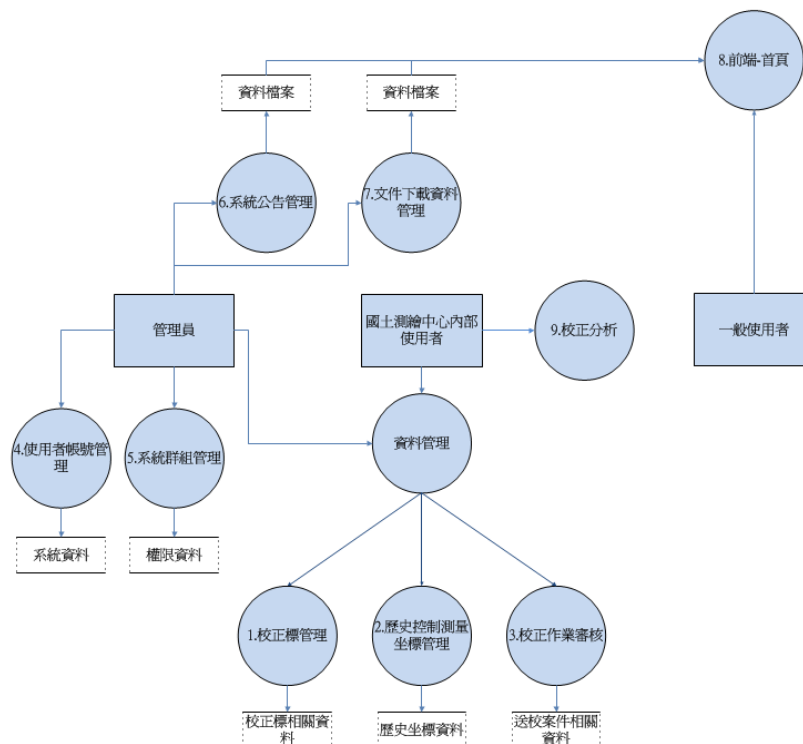 8.前端-首頁
資料檔案
資料檔案
6.系統公告管理
7.文件下載資料
管理
管理員
國土測繪中心內部
使用者
9.校正分析
一般使用者
4.使用者帳號管
理
5.系統群組管理
資料管理
系統資料
權限資料
1.校正標管理
2.歷史控制測量
坐標管理
3.校正作業審核
校正標相關資
料
歷史坐標資料
送校案件相關
資料